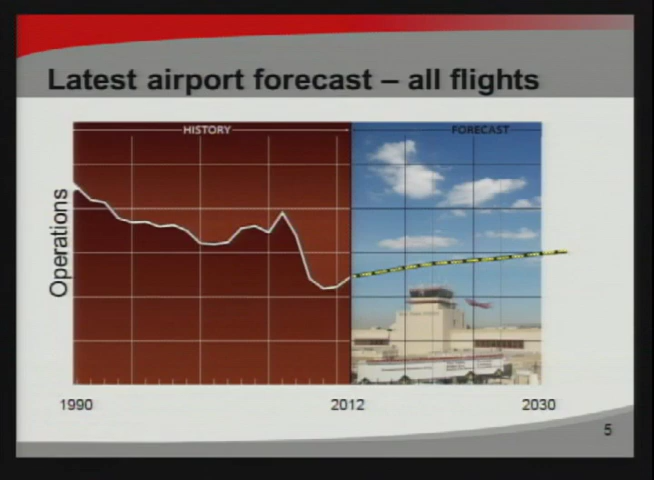 Latest airport forecast – all flights
HISTORY
FORECAST
Operations
1990
2012
2030
5